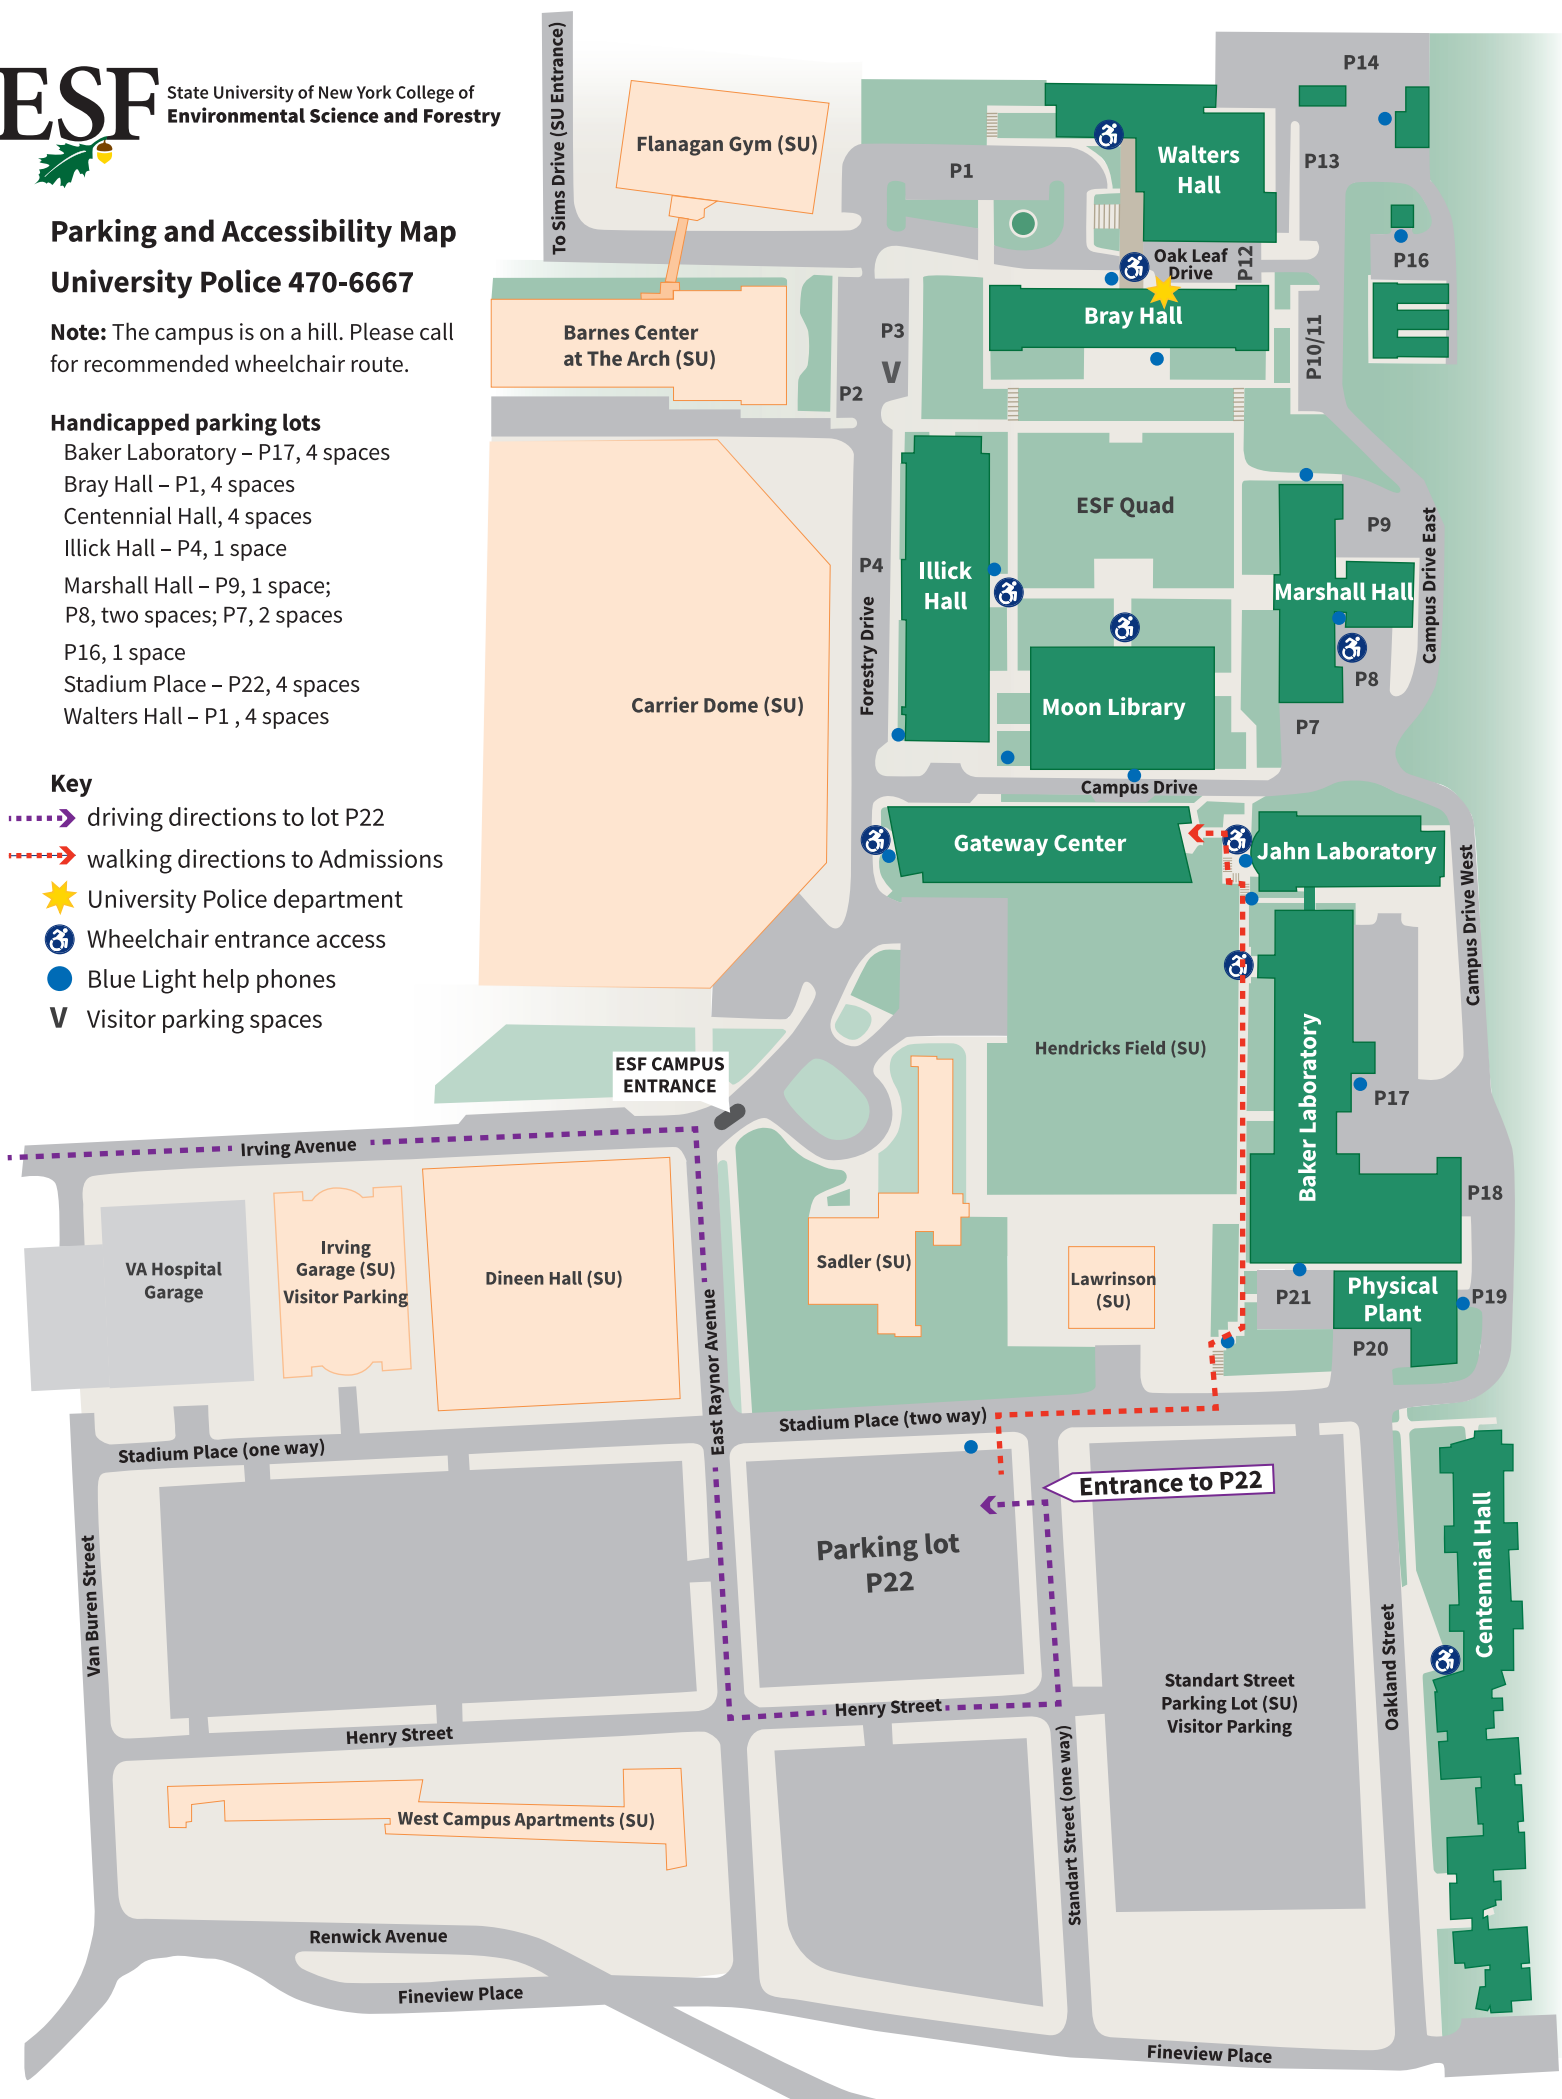 ESF
State University of New York College of
Environmental Science and Forestry
Parking and Accessibility Map
University Police 470-6667
Note: The campus is on a hill. Please call
for recommended wheelchair route.
Handicapped parking lots
Baker Laboratory – P17, 4 spaces
Bray Hall – P1, 4 spaces
Centennial Hall, 4 spaces
Illick Hall – P4, 1 space
Marshall Hall – P9, 1 space;
P8, two spaces; P7, 2 spaces
P16, 1 space
Stadium Place – P22, 4 spaces
Walters Hall – P1 , 4 spaces
Key
driving directions to lot P22
walking directions to Admissions
University Police department
Wheelchair entrance access
Blue Light help phones
V Visitor parking spaces
To Sims Drive (SU Entrance)
Flanagan Gym (SU)
P1
Walters
Hall
P14
P13
P12
P16
Oak Leaf
Drive
Bray Hall
P10/11
Barnes Center
at The Arch (SU)
P3
V
P2
ESF Quad
P9
Campus Drive East
P4
Illick
Hall
Marshall Hall
Forestry Drive
P8
Carrier Dome (SU)
Moon Library
P7
Campus Drive
Gateway Center
Jahn Laboratory
Campus Drive West
Hendricks Field (SU)
Baker Laboratory
P17
ESF CAMPUS
ENTRANCE
Irving Avenue
P18
VA Hospital
Garage
Irving
Garage (SU)
Visitor Parking
Dineen Hall (SU)
East Raynor Avenue
Sadler (SU)
Lawrinson
(SU)
P21
Physical
Plant
P19
P20
Stadium Place (two way)
Stadium Place (one way)
Entrance to P22
Parking lot
P22
Centennial Hall
Van Buren Street
Oakland Street
Standart Street
Parking Lot (SU)
Visitor Parking
Henry Street
Henry Street
Standart Street (one way)
West Campus Apartments (SU)
Renwick Avenue
Fineview Place
Fineview Place